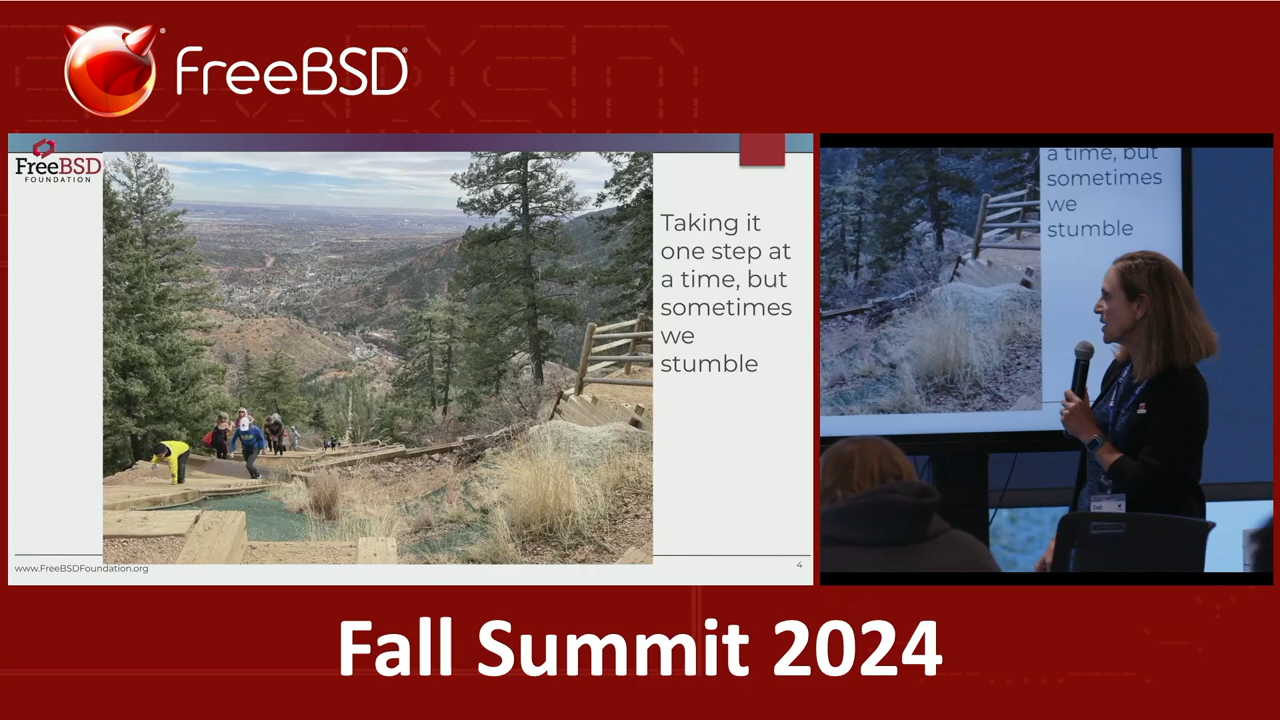 FreeBSD®
FreeBSD
FOUNDATION
Taking it
one step at
a time, but
sometimes
we
stumble
www.FreeBSDFoundation.org
4
a time, but
sometimes
we
stumble
Deb
Fall Summit 2024